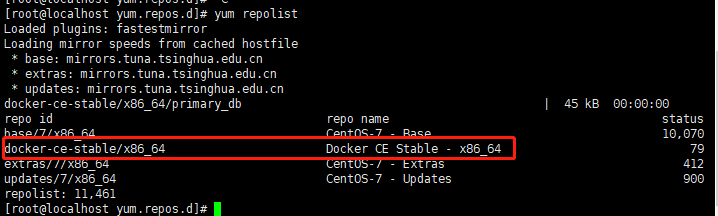 [root@localhost yum.repos.d]# ^C
[root@localhost yum.repos.d]# yum repolist
Loaded plugins: fastestmirror
Loading mirror speeds from cached hostfile
* base: mirrors.tuna.tsinghua.edu.cn
* extras: mirrors.tuna.tsinghua.edu.cn
* updates: mirrors.tuna.tsinghua.edu.cn
docker-ce-stable/x86_64/primary_db | 45 kB 00:00:00
repo id repo name status
base/7/x86_64 CentOS-7 - Base 10,070
docker-ce-stable/x86_64 Docker CE Stable - x86_64 79
extras/7/x86_64 CentOS-7 - Extras 412
updates/7/x86_64 CentOS-7 - Updates 900
repolist: 11,461
[root@localhost yum.repos.d]#